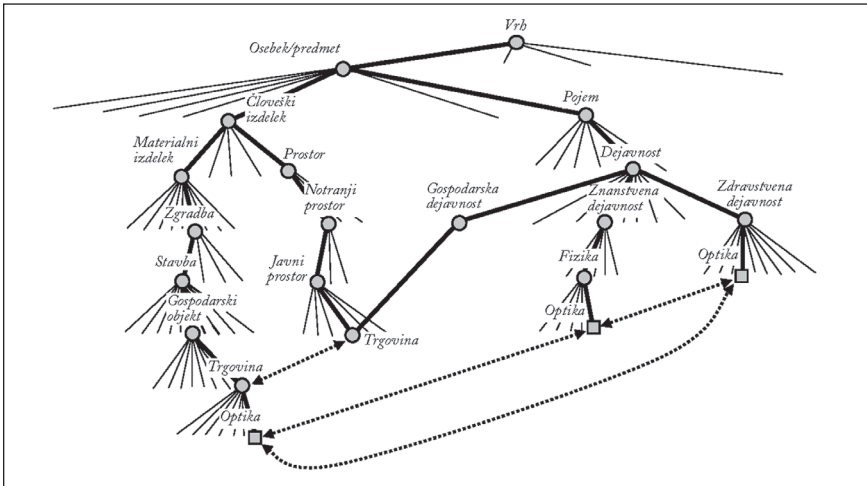 Vrh
Osebek/predmet
Človeški
izdelek
Pojem
Materialni
izdelek
Prostor
Dejavnost
Notranji
prostor
Gospodarska
dejavnost
Znanstvena
dejavnost
Zdravstvena
dejavnost
Zgradba
Stavba
Javni
prostor
Fizika
Optika
Gospodarski
objekt
Optika
Trgovina
Trgovina
Optika